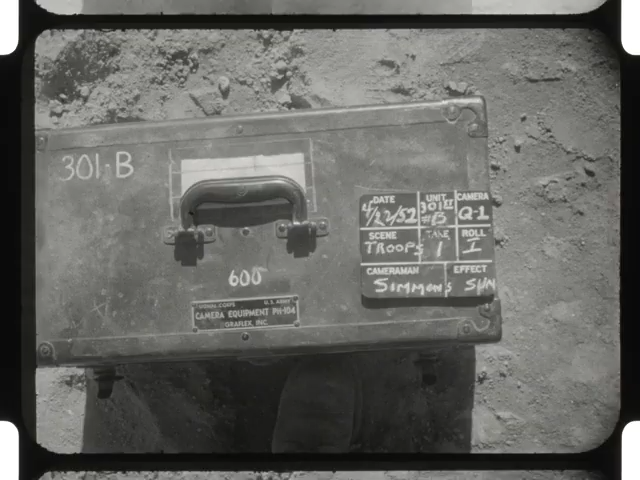 301-B
600
SIGNAL CORPS U.S. ARMY
CAMERA EQUIPMENT PH-104
GRAFLEX, INC.
DATE UNIT CAMERA
4/22/52 301st #B Q-1
SCENE TAKE ROLL
TROOPS 1 I
CAMERAMAN EFFECT
SIMMONS SUN